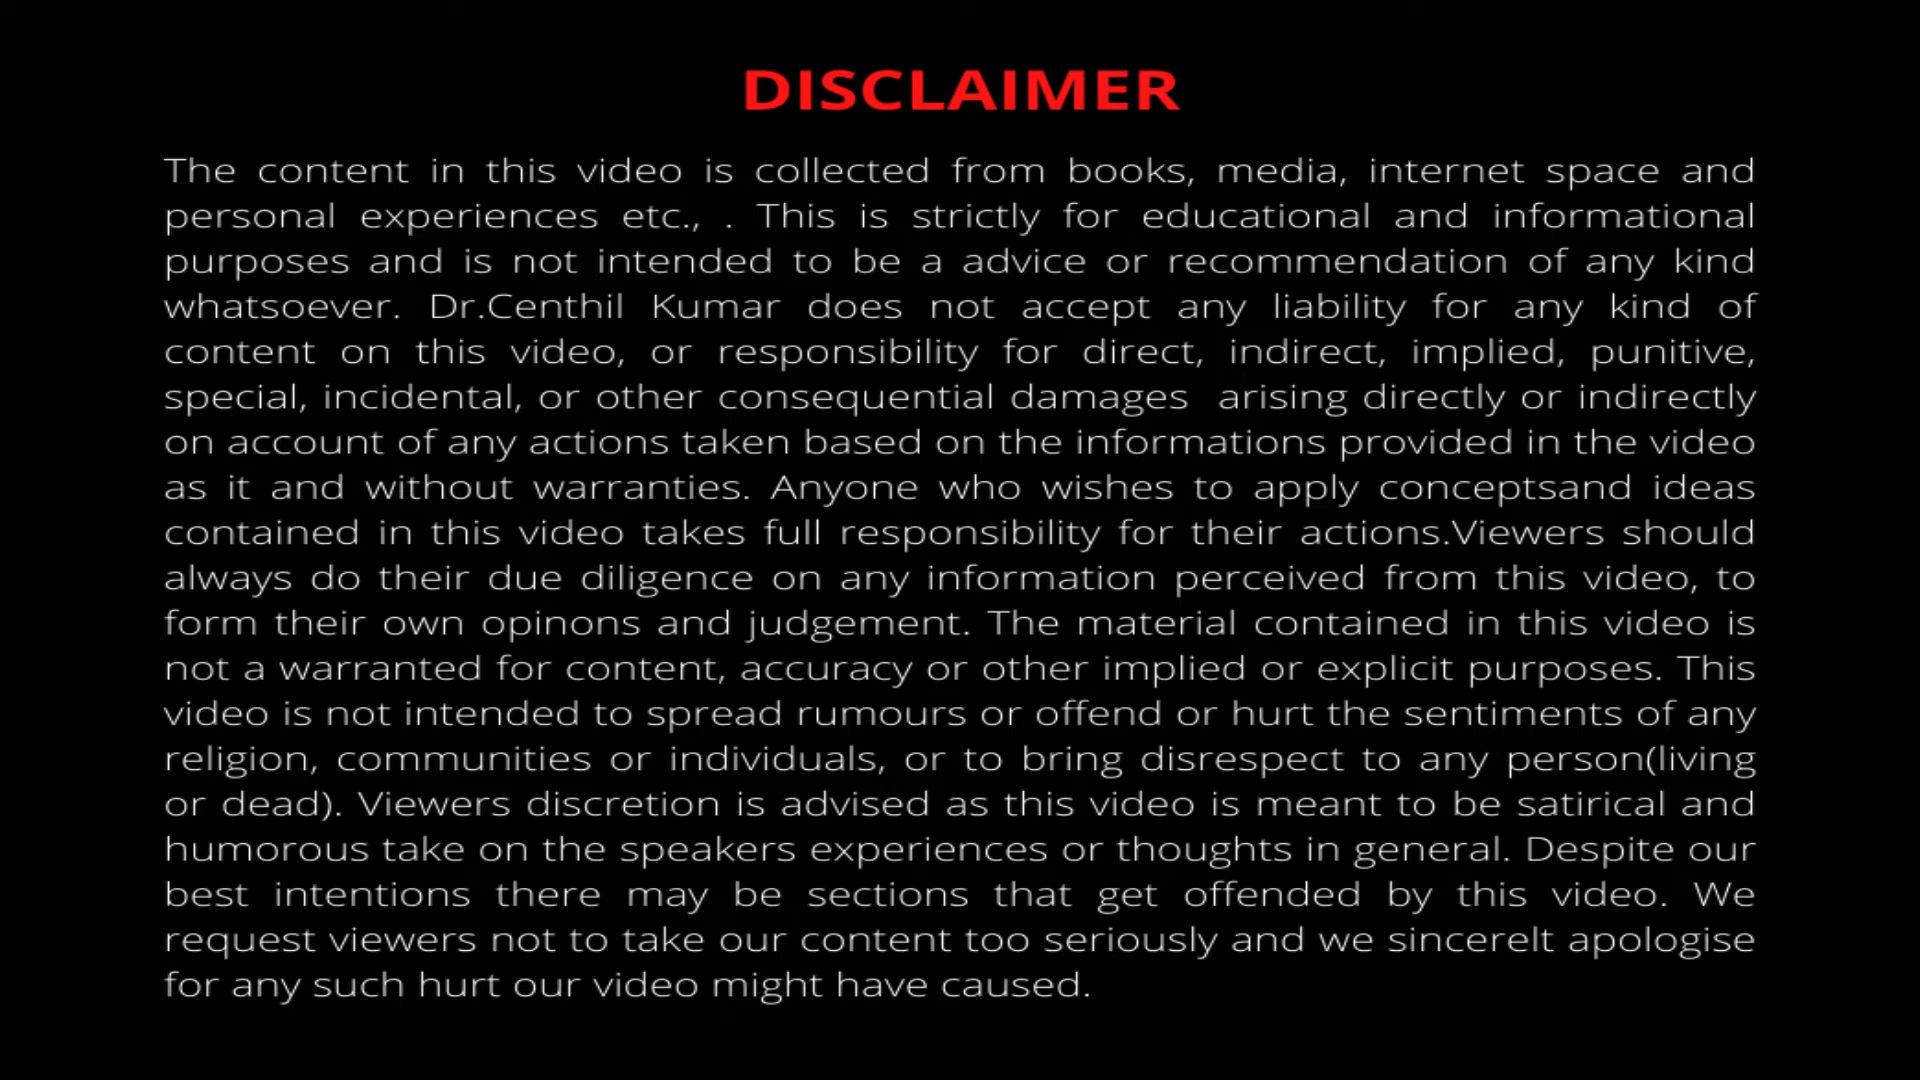 DISCLAIMER
The content in this video is collected from books, media, internet space and
personal experiences etc., . This is strictly for educational and informational
purposes and is not intended to be a advice or recommendation of any kind
whatsoever. Dr.Centhil Kumar does not accept any liability for any kind of
content on this video, or responsibility for direct, indirect, implied, punitive,
special, incidental, or other consequential damages arising directly or indirectly
on account of any actions taken based on the informations provided in the video
as it and without warranties. Anyone who wishes to apply conceptsand ideas
contained in this video takes full responsibility for their actions.Viewers should
always do their due diligence on any information perceived from this video, to
form their own opinons and judgement. The material contained in this video is
not a warranted for content, accuracy or other implied or explicit purposes. This
video is not intended to spread rumours or offend or hurt the sentiments of any
religion, communities or individuals, or to bring disrespect to any person(living
or dead). Viewers discretion is advised as this video is meant to be satirical and
humorous take on the speakers experiences or thoughts in general. Despite our
best intentions there may be sections that get offended by this video. We
request viewers not to take our content too seriously and we sincerelt apologise
for any such hurt our video might have caused.